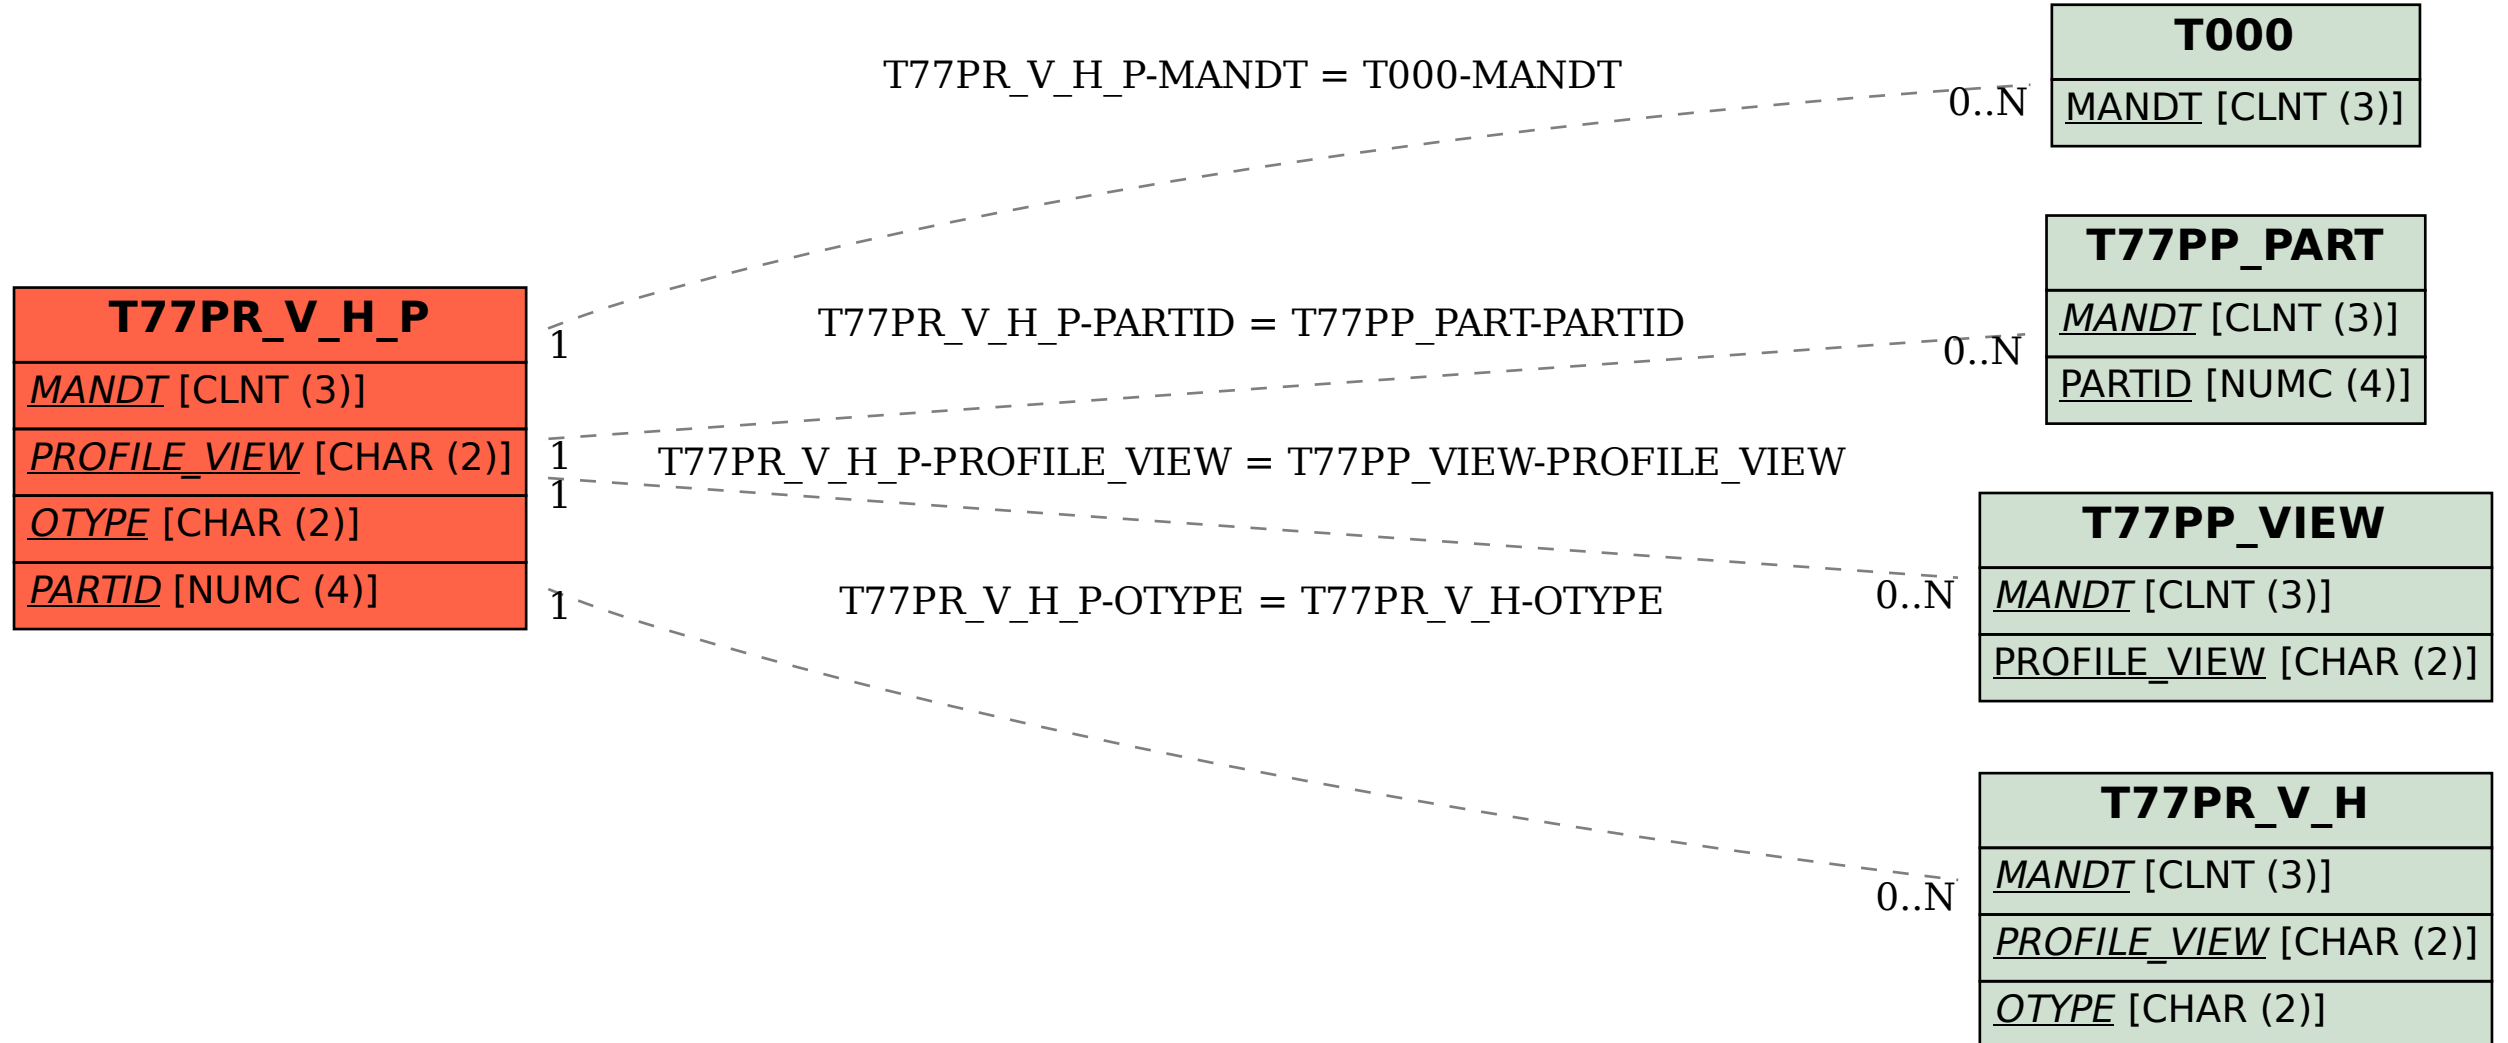 T77PR_V_H_P
MANDT [CLNT (3)]
PROFILE_VIEW [CHAR (2)]
OTYPE [CHAR (2)]
PARTID [NUMC (4)]
T77PR_V_H_P-MANDT = T000-MANDT
1
0..N
T77PR_V_H_P-PARTID = T77PP_PART-PARTID
1
0..N
T77PR_V_H_P-PROFILE_VIEW = T77PP_VIEW-PROFILE_VIEW
1
0..N
T77PR_V_H_P-OTYPE = T77PR_V_H-OTYPE
1
0..N
T000
MANDT [CLNT (3)]
T77PP_PART
MANDT [CLNT (3)]
PARTID [NUMC (4)]
T77PP_VIEW
MANDT [CLNT (3)]
PROFILE_VIEW [CHAR (2)]
T77PR_V_H
MANDT [CLNT (3)]
PROFILE_VIEW [CHAR (2)]
OTYPE [CHAR (2)]